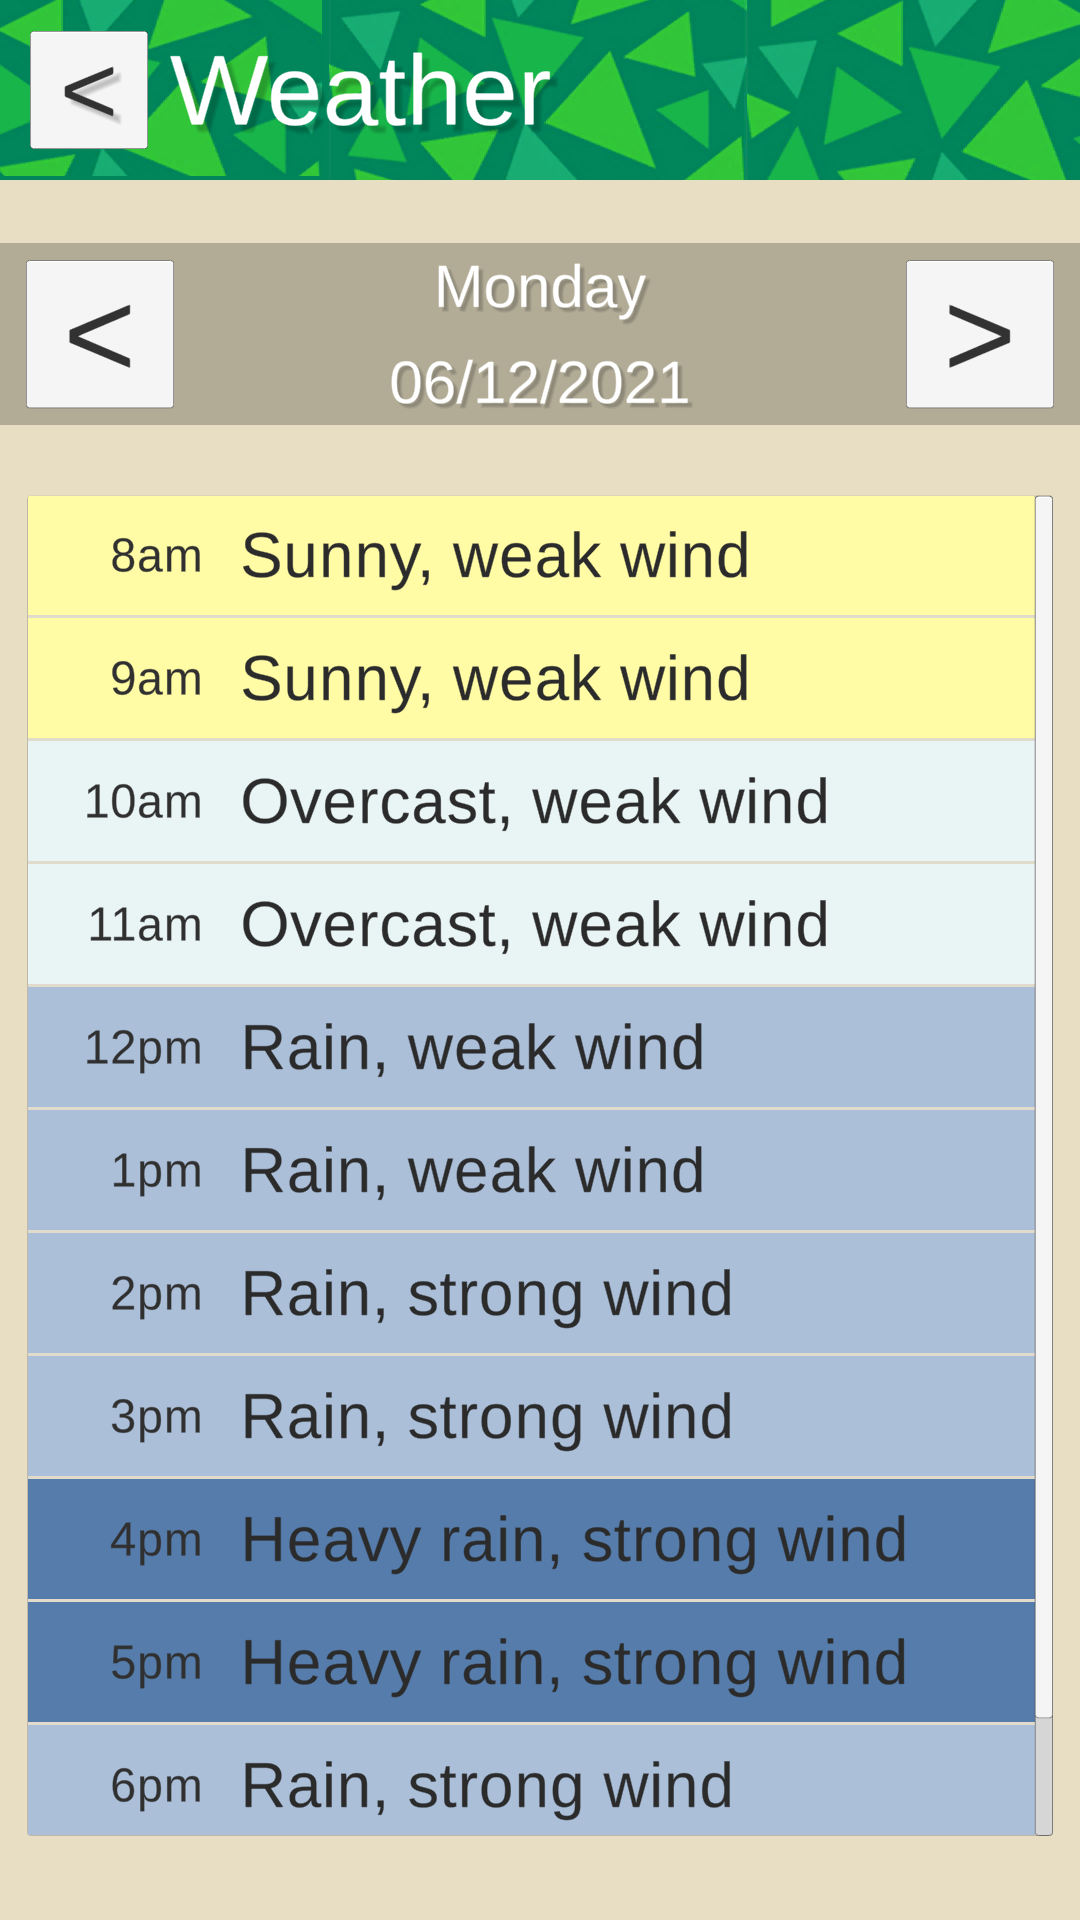 < Weather
< Monday >
06/12/2021
8am Sunny, weak wind
9am Sunny, weak wind
10am Overcast, weak wind
11am Overcast, weak wind
12pm Rain, weak wind
1pm Rain, weak wind
2pm Rain, strong wind
3pm Rain, strong wind
4pm Heavy rain, strong wind
5pm Heavy rain, strong wind
6pm Rain, strong wind